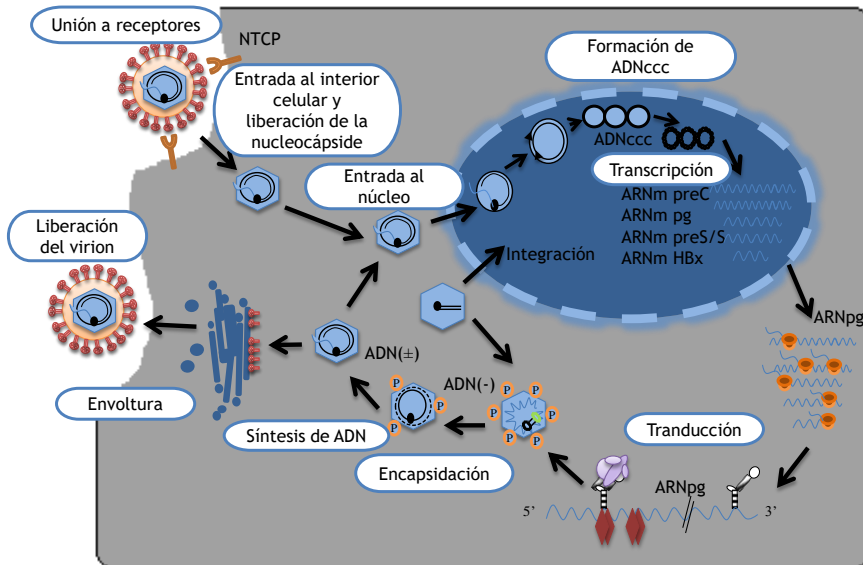 Unión a receptores
NTCP
Entrada al interior
celular y
liberación de la
nucleocápside
Formación de
ADNccc
ADNccc
Entrada al
núcleo
Transcripción
ARNm preC
ARNm pg
ARNm preS/S
ARNm HBx
Liberación
del virion
Integración
ARNpg
ADN(±)
ADN(-)
P
P
P
P
P
P
P
P
P
P
Envoltura
Síntesis de ADN
Encapsidación
Tranducción
ARNpg
5’
3’